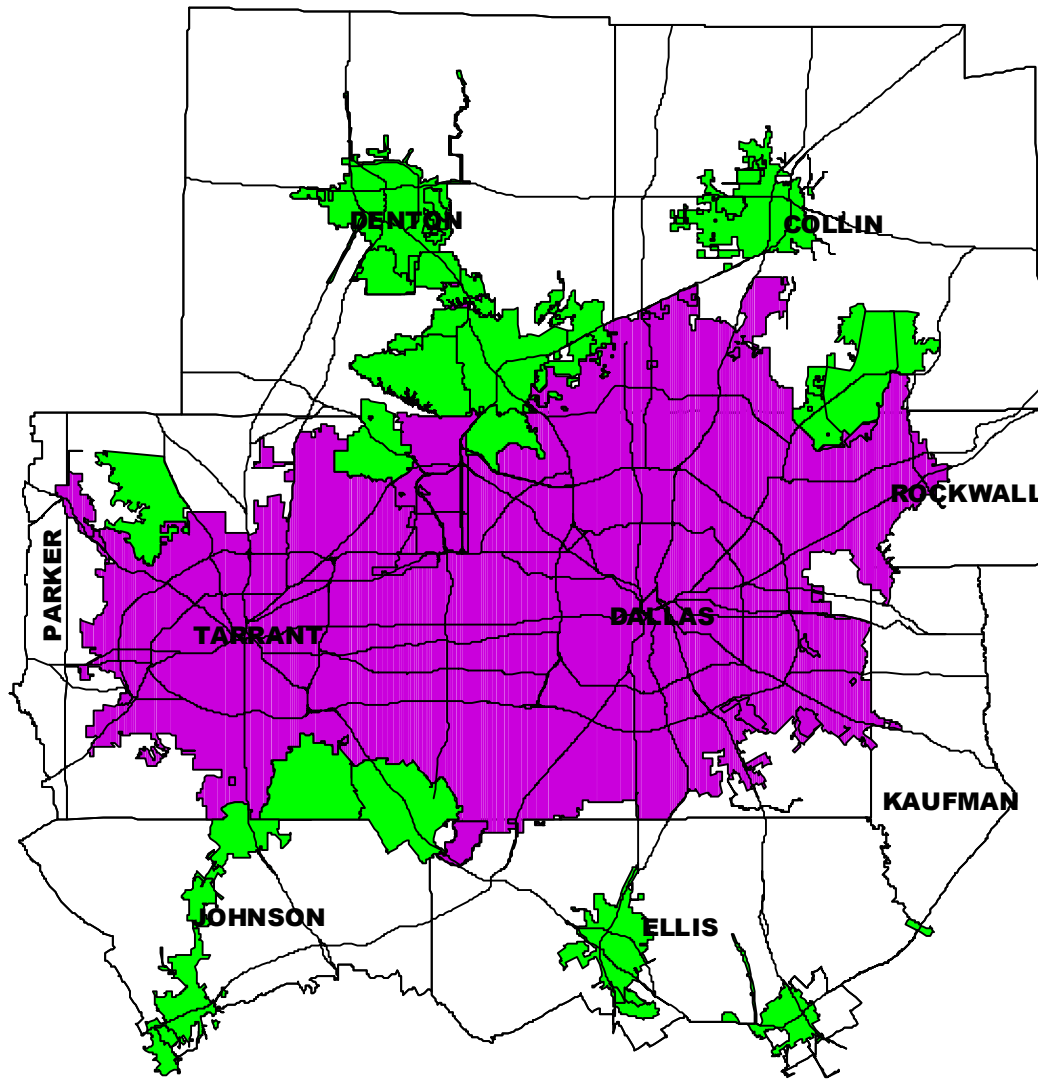 DENTON
COLLIN
ROCKWALL
PARKER
DALLAS
TARRANT
KAUFMAN
JOHNSON
ELLIS